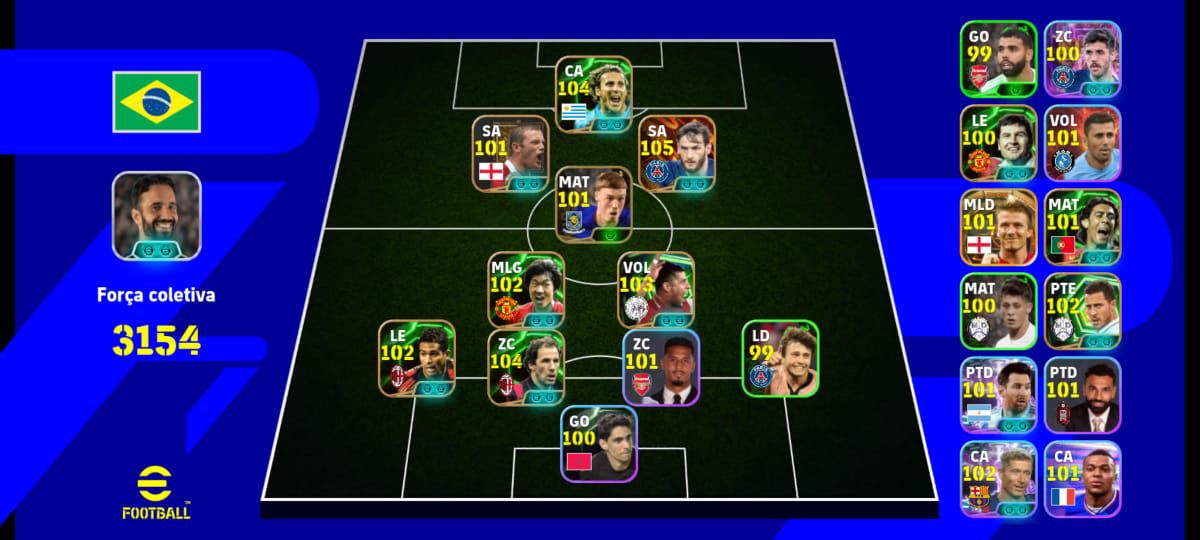 Força coletiva
3154
FOOTBALL™
CA
104
SA
101
SA
105
MAT
101
MLG
102
VOL
103
LE
102
ZC
104
ZC
101
LD
99
GO
100
GO
99
ZC
100
LE
100
VOL
101
MLD
101
MAT
101
MAT
100
PTE
102
PTD
101
PTD
101
CA
102
CA
101